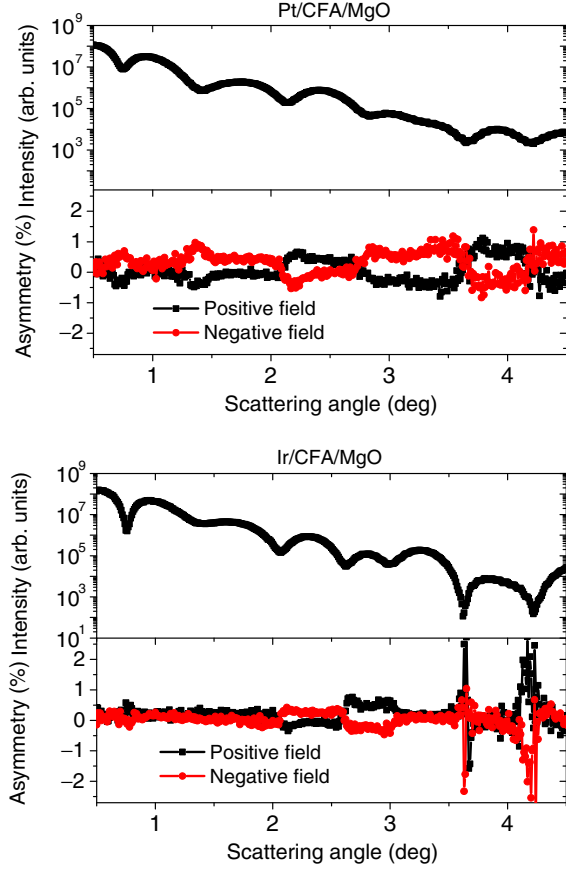 Pt/CFA/MgO
Asymmetry (%) Intensity (arb. units)
10^9
10^7
10^5
10^3
2
1
0
-1
-2
Positive field
Negative field
1 2 3 4
Scattering angle (deg)
Ir/CFA/MgO
Asymmetry (%) Intensity (arb. units)
10^9
10^7
10^5
10^3
10^1
2
1
0
-1
-2
Positive field
Negative field
1 2 3 4
Scattering angle (deg)